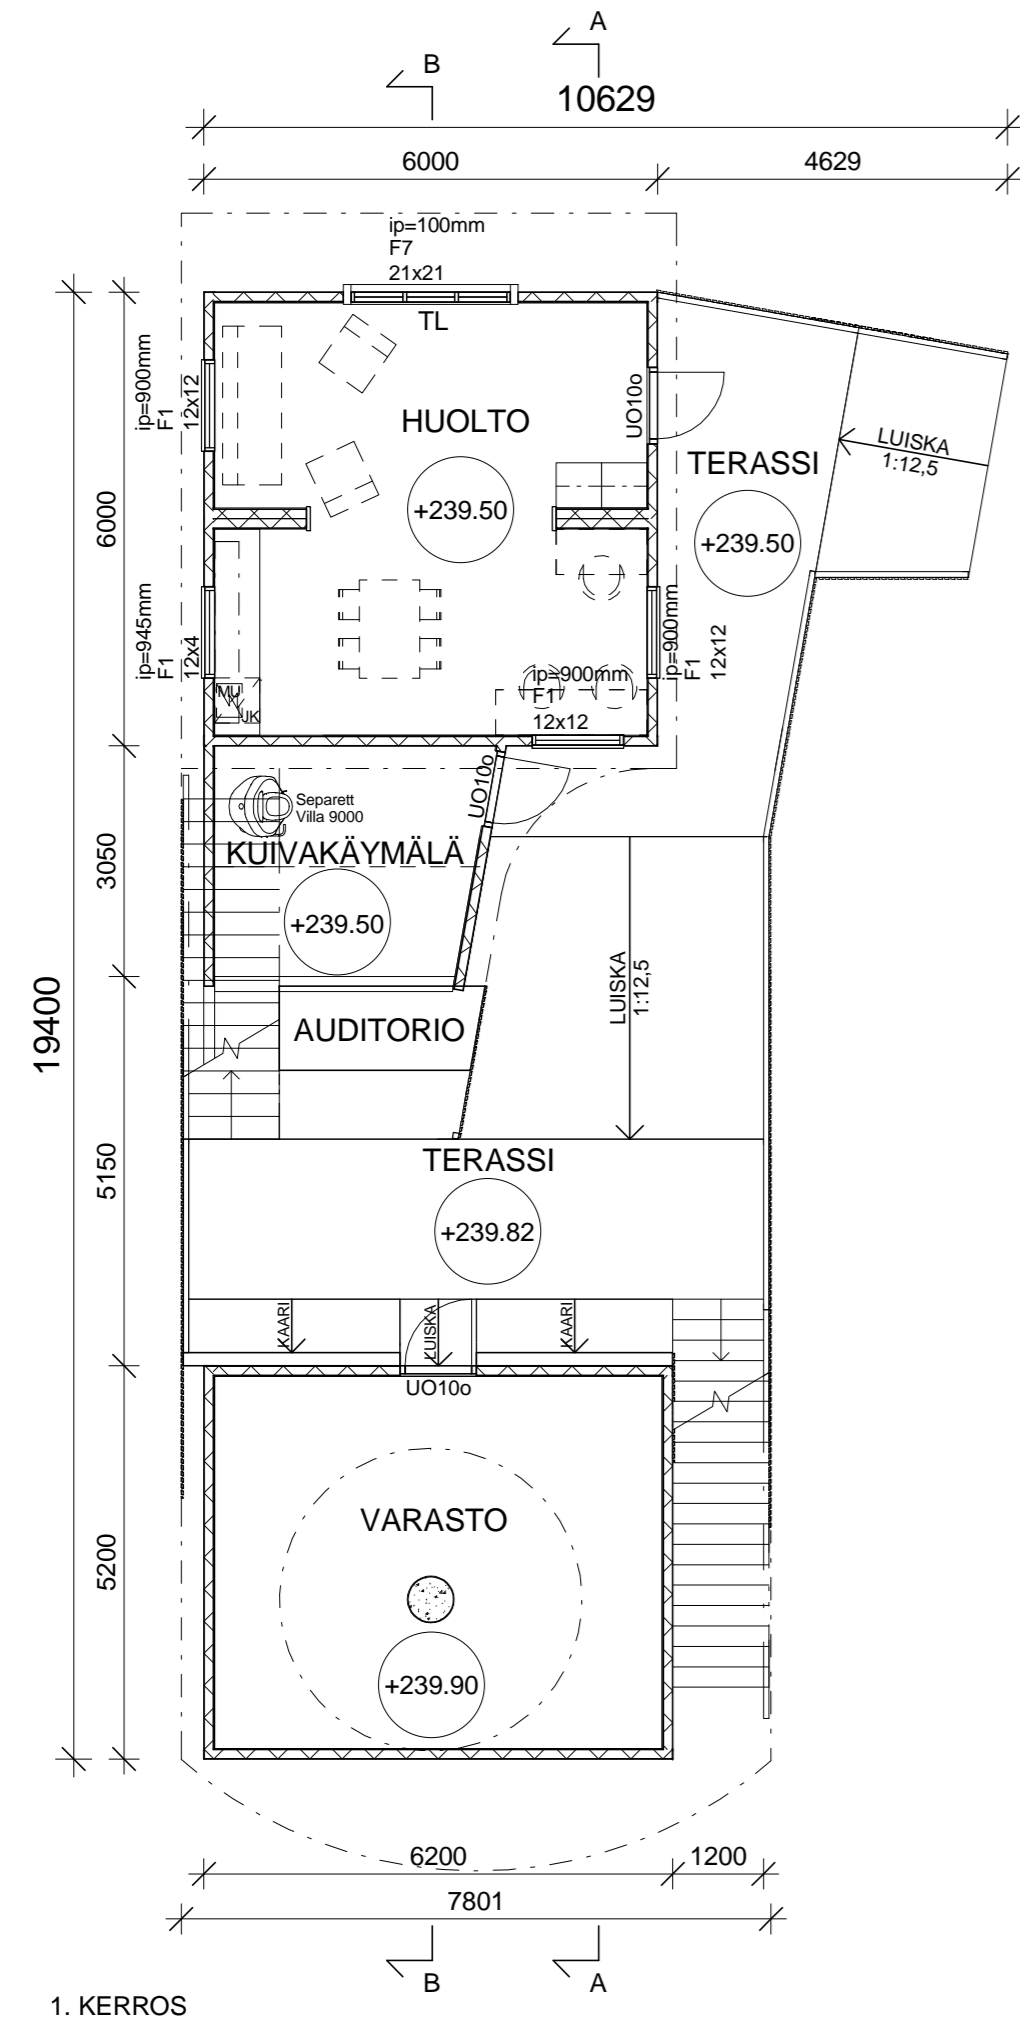 A
B
10629
6000
4629
ip=100mm
F7
21x21
TL
ip=900mm
F1
12x12
HUOLTO
UO10o
TERASSI
LUISKA
1:12,5
+239.50
+239.50
6000
ip=945mm
F1
12x4
ip=900mm
F1
12x12
ip=900mm
F1
12x12
MU
JK
UO10o
Separett
Villa 9000
KUIVAKÄYMÄLÄ
3050
+239.50
LUISKA
1:12,5
19400
AUDITORIO
5150
TERASSI
+239.82
KAARI
LUISKA
KAARI
UO10o
VARASTO
5200
+239.90
6200
1200
7801
B
A
1. KERROS